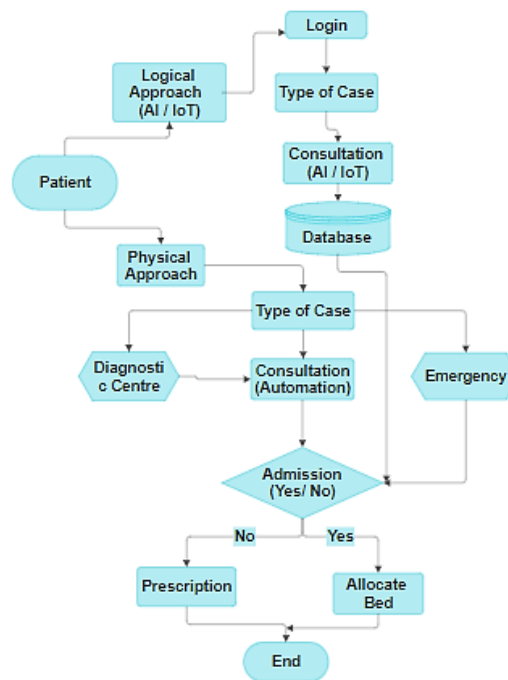 Login
Logical
Approach
(AI / IoT)
Type of Case
Consultation
(AI / IoT)
Patient
Database
Physical
Approach
Type of Case
Diagnosti
c Centre
Consultation
(Automation)
Emergency
Admission
(Yes/ No)
No
Yes
Prescription
Allocate
Bed
End